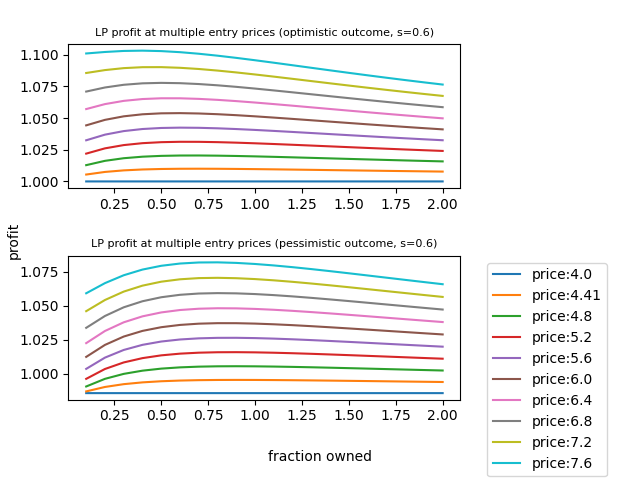 LP profit at multiple entry prices (optimistic outcome, s=0.6)
1.100
1.075
1.050
1.025
1.000
0.25 0.50 0.75 1.00 1.25 1.50 1.75 2.00
profit
LP profit at multiple entry prices (pessimistic outcome, s=0.6)
1.075
1.050
1.025
1.000
0.25 0.50 0.75 1.00 1.25 1.50 1.75 2.00
fraction owned
price:4.0
price:4.41
price:4.8
price:5.2
price:5.6
price:6.0
price:6.4
price:6.8
price:7.2
price:7.6